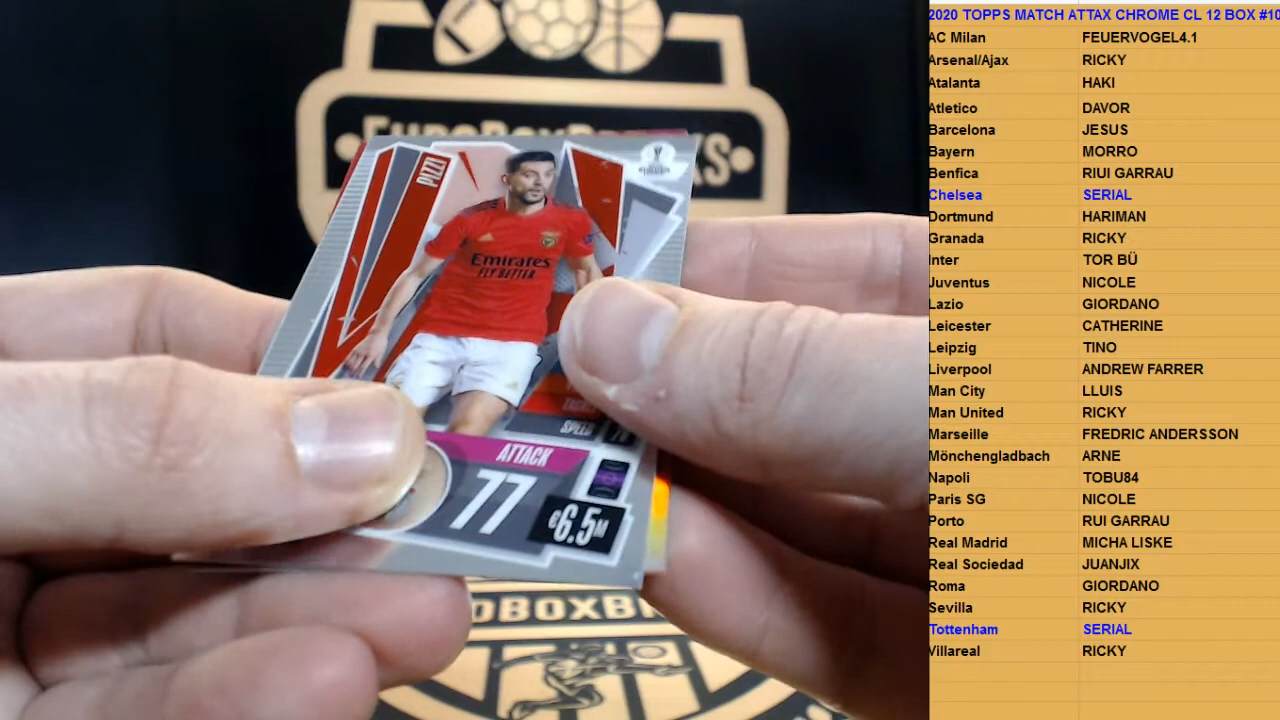 2020 TOPPS MATCH ATTAX CHROME CL 12 BOX #10
AC Milan FEUERVOGEL4.1
Arsenal/Ajax RICKY
Atalanta HAKI
Atletico DAVOR
Barcelona JESUS
Bayern MORRO
Benfica RIUI GARRAU
Chelsea SERIAL
Dortmund HARIMAN
Granada RICKY
Inter TOR BÜ
Juventus NICOLE
Lazio GIORDANO
Leicester CATHERINE
Leipzig TINO
Liverpool ANDREW FARRER
Man City LLUIS
Man United RICKY
Marseille FREDRIC ANDERSSON
Mönchengladbach ARNE
Napoli TOBU84
Paris SG NICOLE
Porto RUI GARRAU
Real Madrid MICHA LISKE
Real Sociedad JUANJIX
Roma GIORDANO
Sevilla RICKY
Tottenham SERIAL
Villareal RICKY
PIZZI
Emirates
FLY BETTER
SPEED
ATTACK
77
€6.5M